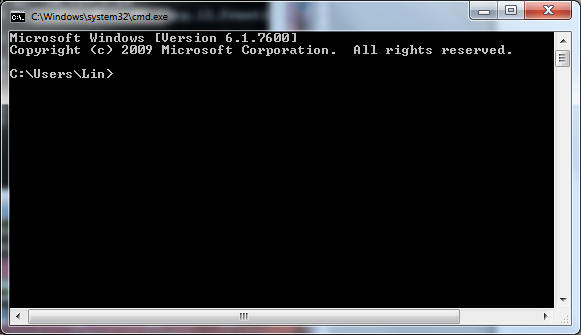 C:\Windows\system32\cmd.exe
Microsoft Windows [Version 6.1.7600]
Copyright (c) 2009 Microsoft Corporation.  All rights reserved.
C:\Users\Lin>